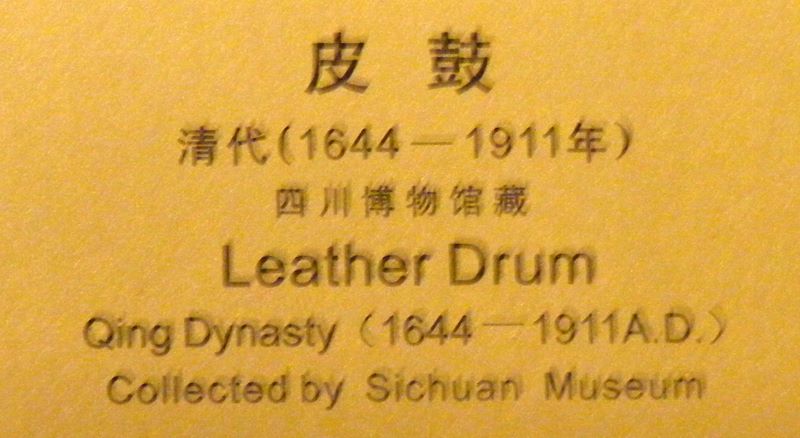 皮 鼓
清代(1644—1911年)
四川博物馆藏
Leather Drum
Qing Dynasty（1644—1911A.D.）
Collected by Sichuan Museum